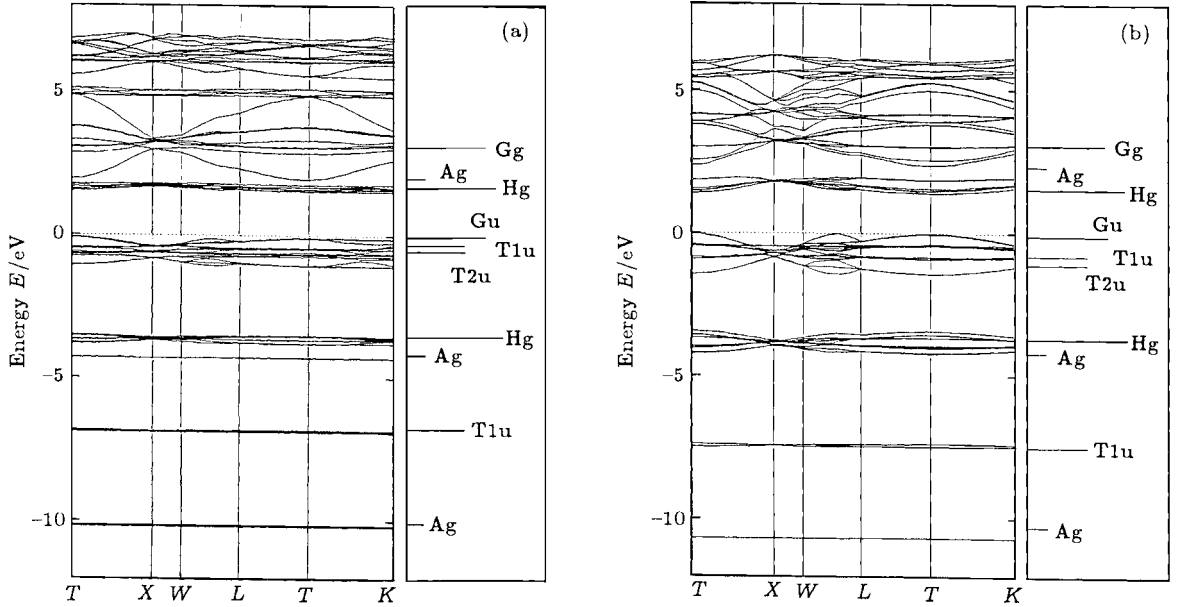 (a)
Energy E/eV
5
0
−5
−10
T X W L T K
Gg
Ag
Hg
Gu
T1u
T2u
Hg
Ag
T1u
Ag
(b)
Energy E/eV
5
0
−5
−10
T X W L T K
Gg
Ag
Hg
Gu
T1u
T2u
Hg
Ag
T1u
Ag